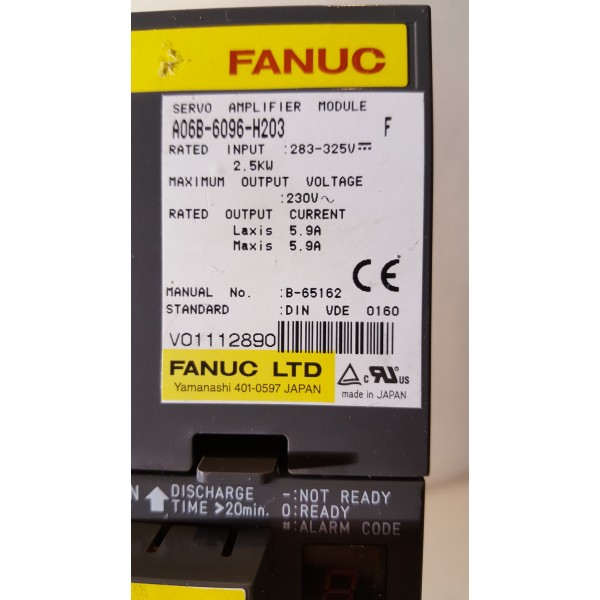 FANUC
SERVO AMPLIFIER MODULE
A06B-6096-H203 F
RATED INPUT :283-325V⎓
2.5KW
MAXIMUM OUTPUT VOLTAGE
:230V～
RATED OUTPUT CURRENT
Laxis 5.9A
Maxis 5.9A
CE
MANUAL No. :B-65162
STANDARD :DIN VDE 0160
V01112890
FANUC LTD
Yamanashi 401-0597 JAPAN
c UL US
made in JAPAN
DISCHARGE -:NOT READY
TIME >20min. 0:READY
#:ALARM CODE